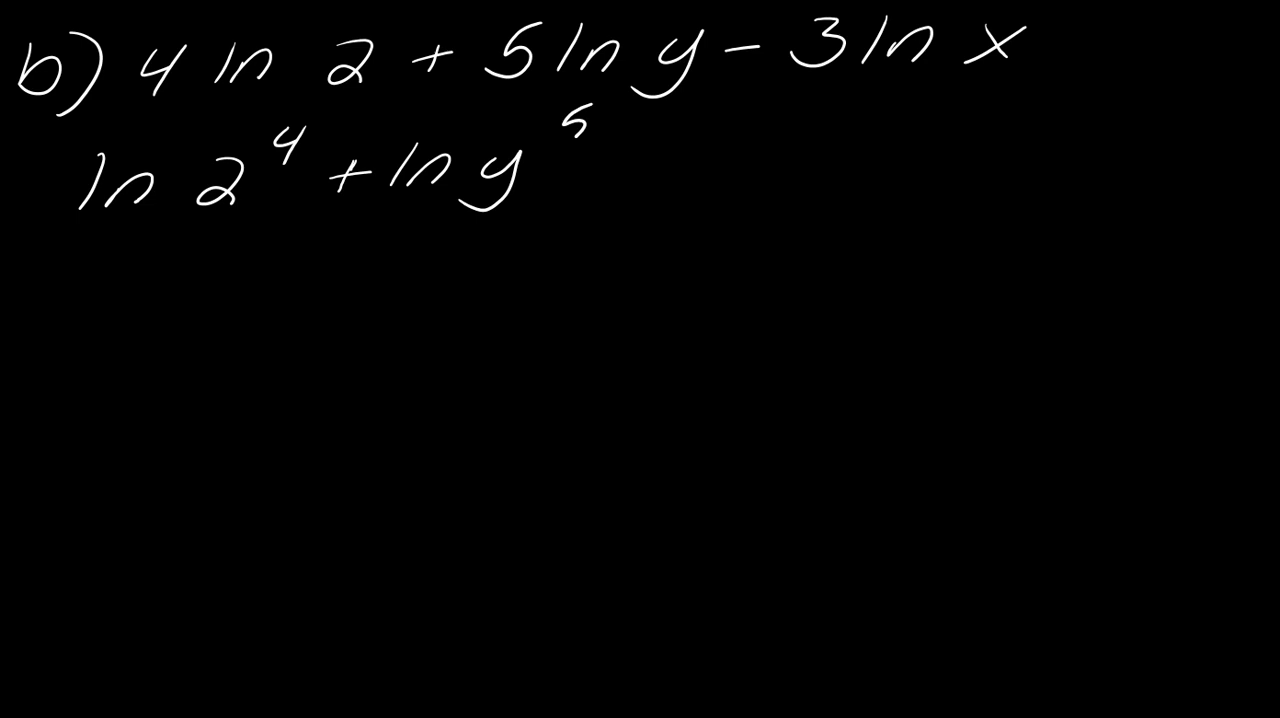 b) 4 ln 2 + 5 ln y - 3 ln x
ln 2⁴ + ln y⁵